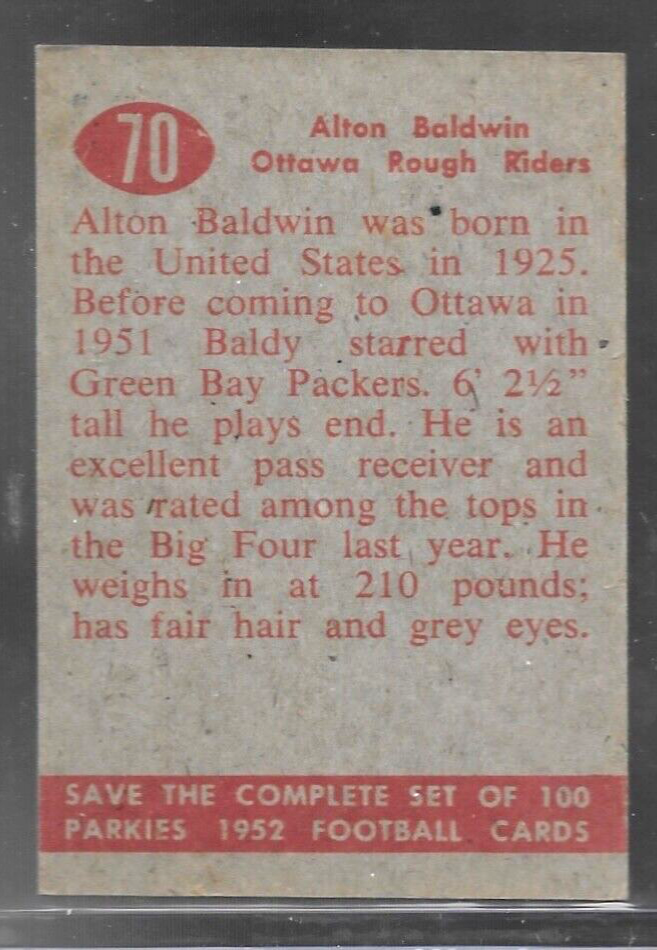 70
Alton Baldwin
Ottawa Rough Riders
Alton Baldwin was born in
the United States in 1925.
Before coming to Ottawa in
1951 Baldy starred with
Green Bay Packers. 6' 2½"
tall he plays end. He is an
excellent pass receiver and
was rated among the tops in
the Big Four last year. He
weighs in at 210 pounds;
has fair hair and grey eyes.
SAVE THE COMPLETE SET OF 100
PARKIES 1952 FOOTBALL CARDS